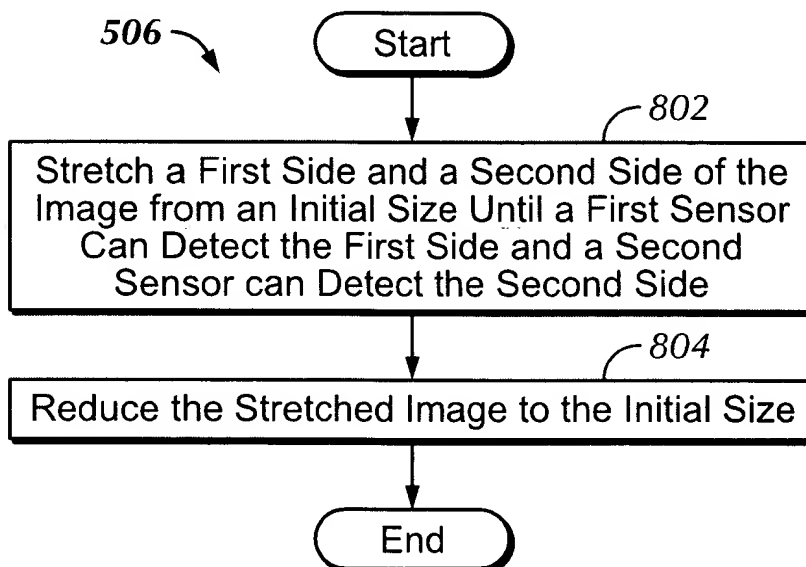 506
Start
802
Stretch a First Side and a Second Side of the
Image from an Initial Size Until a First Sensor
Can Detect the First Side and a Second
Sensor can Detect the Second Side
804
Reduce the Stretched Image to the Initial Size
End